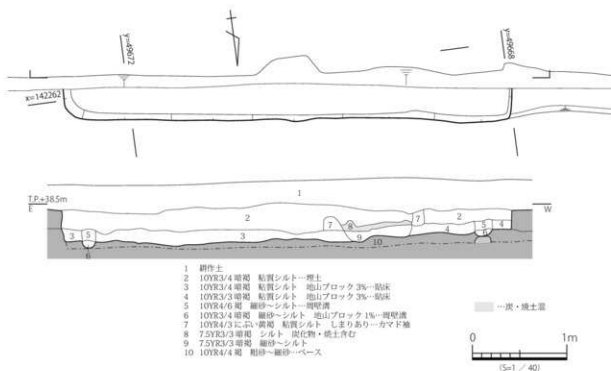 y=49672
y=49668
x=142262
T.P.+38.5m
E
W
1
2
7
8
7
2
3
5
3
9
4
5
4
6
10
6
1 耕作土
2 10YR3/4 暗褐 粘質シルト…埋土
3 10YR3/4 暗褐 粘質シルト 地山ブロック 3%…貼床
4 10YR3/3 暗褐 粘質シルト 地山ブロック 3%…貼床
5 10YR4/6 褐 細砂～シルト…周壁溝
6 10YR3/4 暗褐 細砂～シルト 地山ブロック 1%…周壁溝
7 10YR4/3 にぶい黄褐 粘質シルト しまりあり…カマド袖
8 7.5YR3/3 暗褐 シルト 炭化物・焼土含む
9 7.5YR3/3 暗褐 細砂～シルト
10 10YR4/4 褐 粗砂～細砂…ベース
…炭・焼土混
0 1m
(S=1/40)